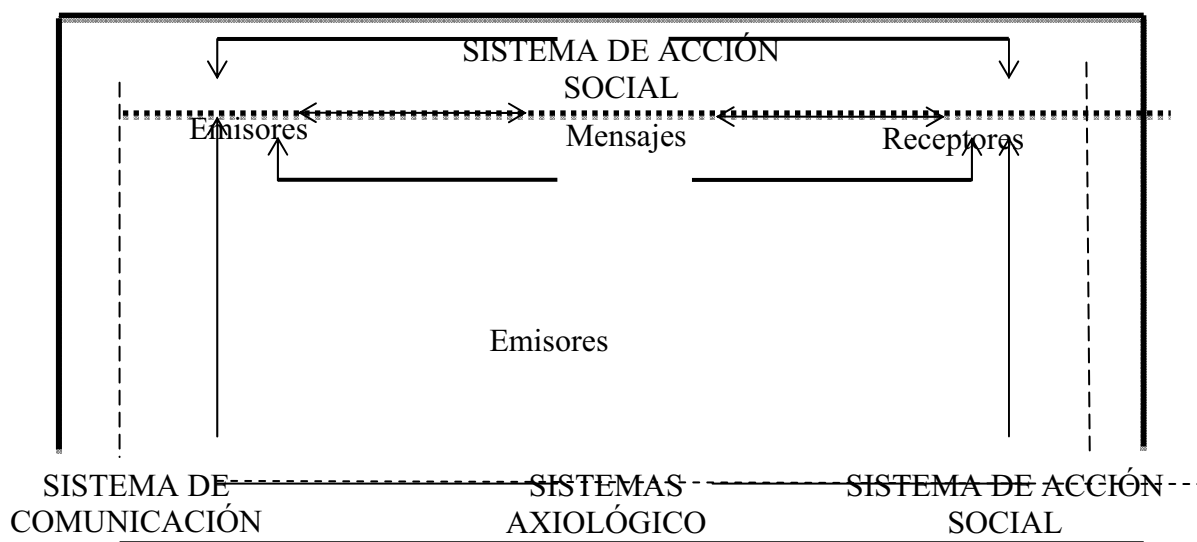 SISTEMA DE ACCIÓN
SOCIAL
Emisores
Mensajes
Receptores
Emisores
SISTEMA DE
COMUNICACIÓN
SISTEMAS
AXIOLÓGICO
SISTEMA DE ACCIÓN
SOCIAL